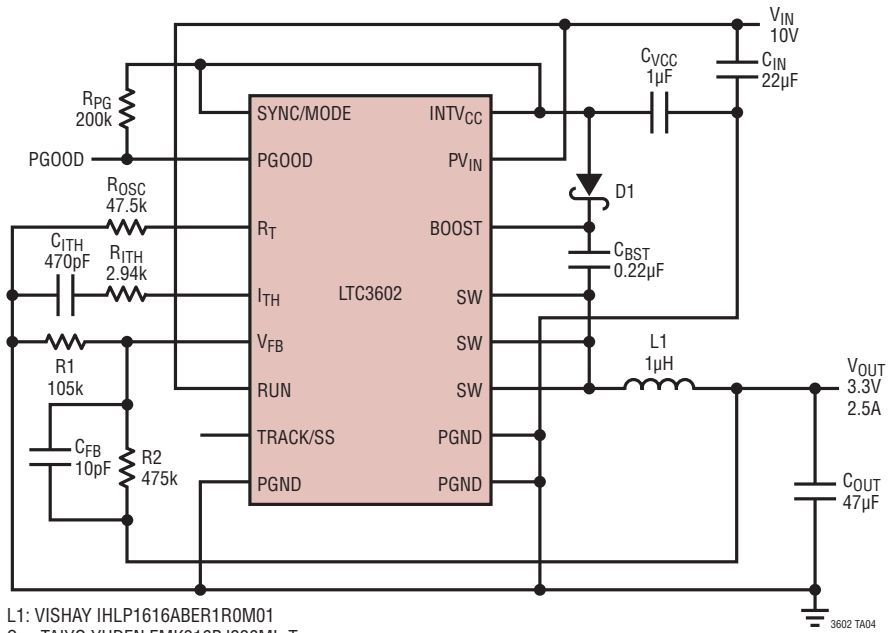 VIN
10V
CVCC
1µF
CIN
22µF
RPG
200k
SYNC/MODE
INTVCC
PGOOD
PGOOD
PVIN
D1
ROSC
47.5k
RT
BOOST
CITH
470pF
RITH
2.94k
CBST
0.22µF
ITH
LTC3602
SW
VFB
SW
L1
1µH
R1
105k
RUN
SW
VOUT
3.3V
2.5A
TRACK/SS
PGND
CFB
10pF
R2
475k
PGND
PGND
COUT
47µF
L1: VISHAY IHLP1616ABER1R0M01
3602 TA04